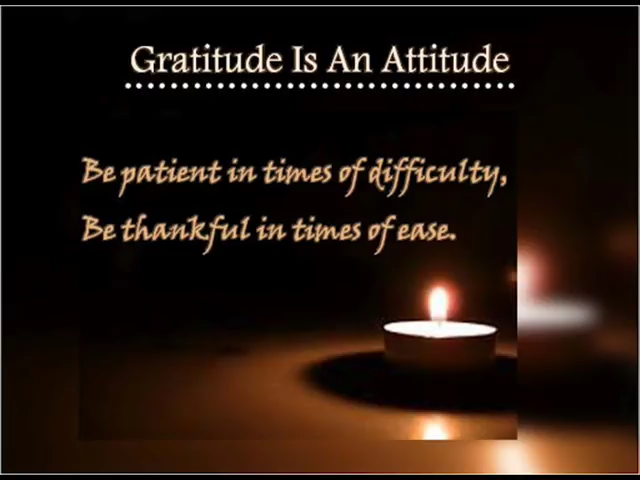 Gratitude Is An Attitude
Be patient in times of difficulty,
Be thankful in times of ease.